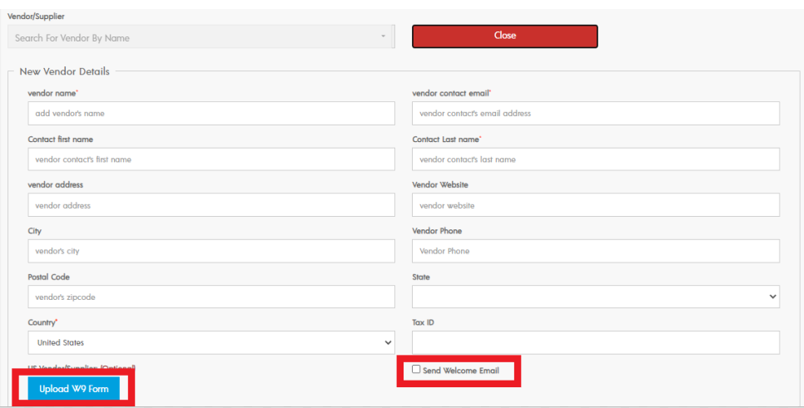 Vendor/Supplier
Search For Vendor By Name
Close
New Vendor Details
vendor name*
vendor contact email*
add vendor's name
vendor contact's email address
Contact first name
Contact Last name*
vendor contact's first name
vendor contact's last name
vendor address
Vendor Website
vendor address
vendor website
City
Vendor Phone
vendor's city
Vendor Phone
Postal Code
State
vendor's zipcode
Country*
Tax ID
United States
US Vendor/Supplier (Optional)
Send Welcome Email
Upload W9 Form